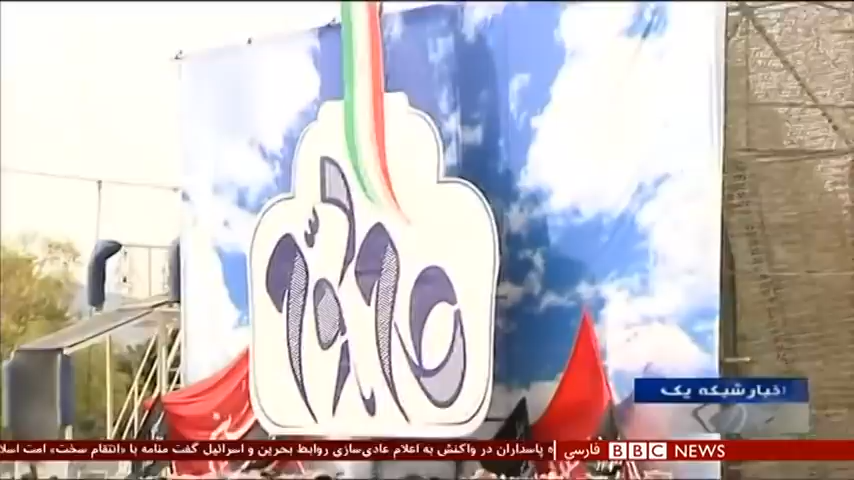 اخبار شبکه یک
ه پاسداران در واکنش به اعلام عادی‌سازی روابط بحرین و اسرائیل گفت منامه با «انتقام سخت» امت اسلا
فارسی BBC NEWS